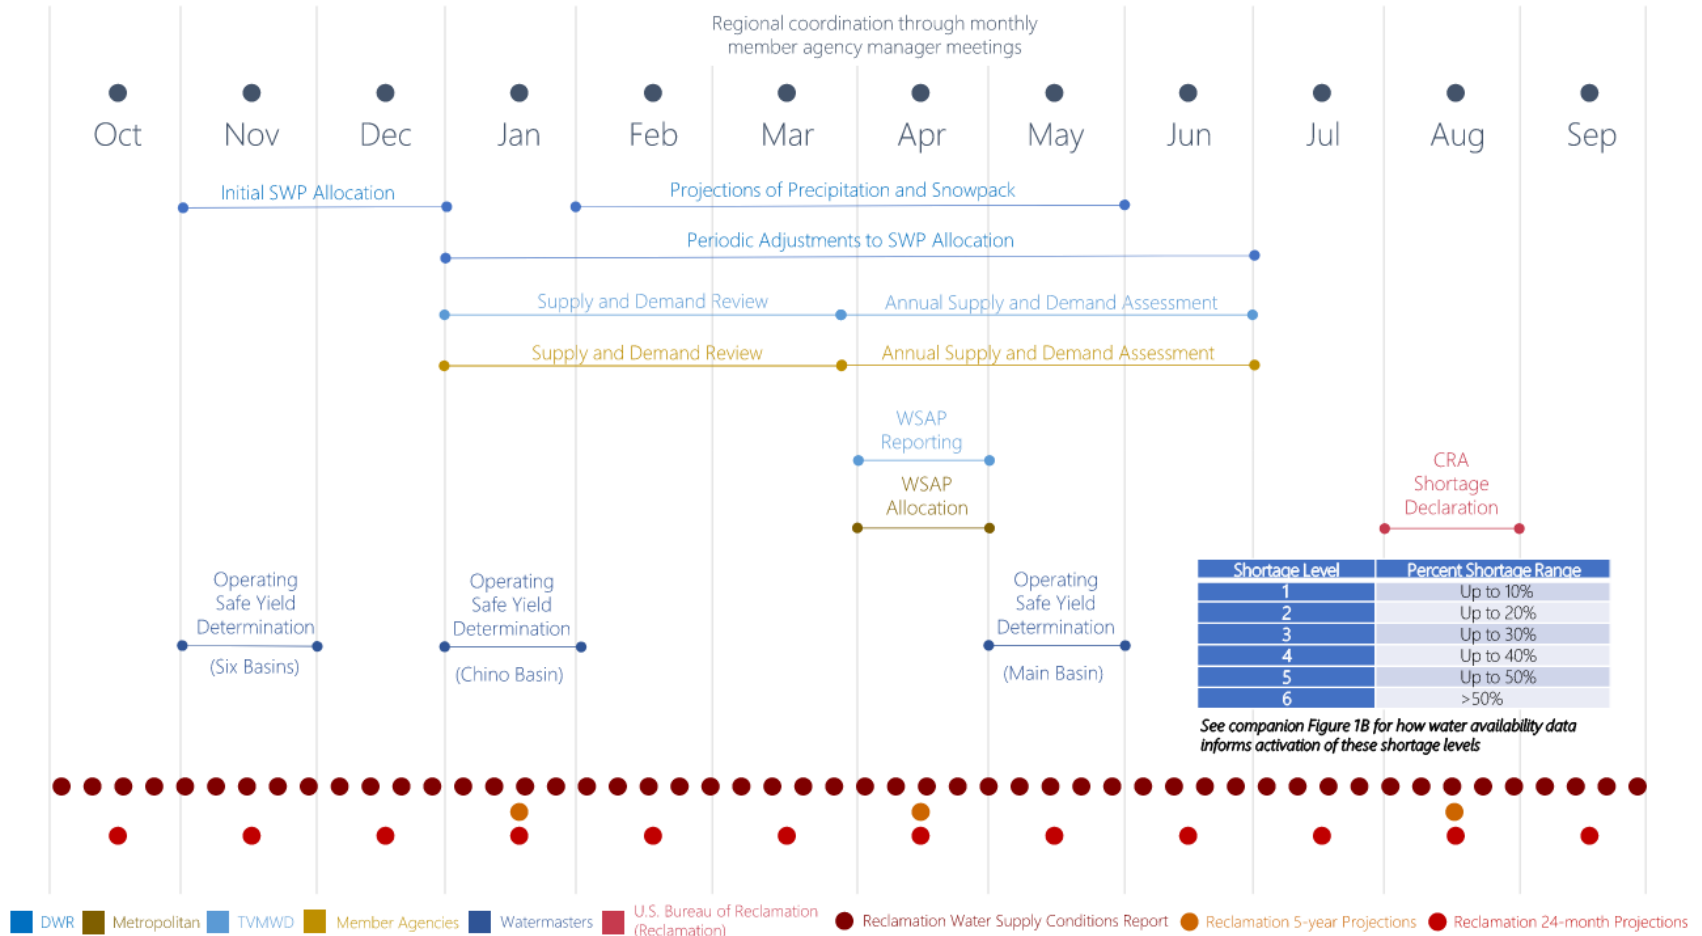 Regional coordination through monthly
member agency manager meetings
Oct Nov Dec Jan Feb Mar Apr May Jun Jul Aug Sep
Initial SWP Allocation
Projections of Precipitation and Snowpack
Periodic Adjustments to SWP Allocation
Supply and Demand Review
Annual Supply and Demand Assessment
Supply and Demand Review
Annual Supply and Demand Assessment
WSAP
Reporting
WSAP
Allocation
CRA
Shortage
Declaration
Operating
Safe Yield
Determination
(Six Basins)
Operating
Safe Yield
Determination
(Chino Basin)
Operating
Safe Yield
Determination
(Main Basin)
Shortage Level Percent Shortage Range
1 Up to 10%
2 Up to 20%
3 Up to 30%
4 Up to 40%
5 Up to 50%
6 >50%
See companion Figure 1B for how water availability data
informs activation of these shortage levels
DWR
Metropolitan
TVMWD
Member Agencies
Watermasters
U.S. Bureau of Reclamation
(Reclamation)
Reclamation Water Supply Conditions Report
Reclamation 5-year Projections
Reclamation 24-month Projections